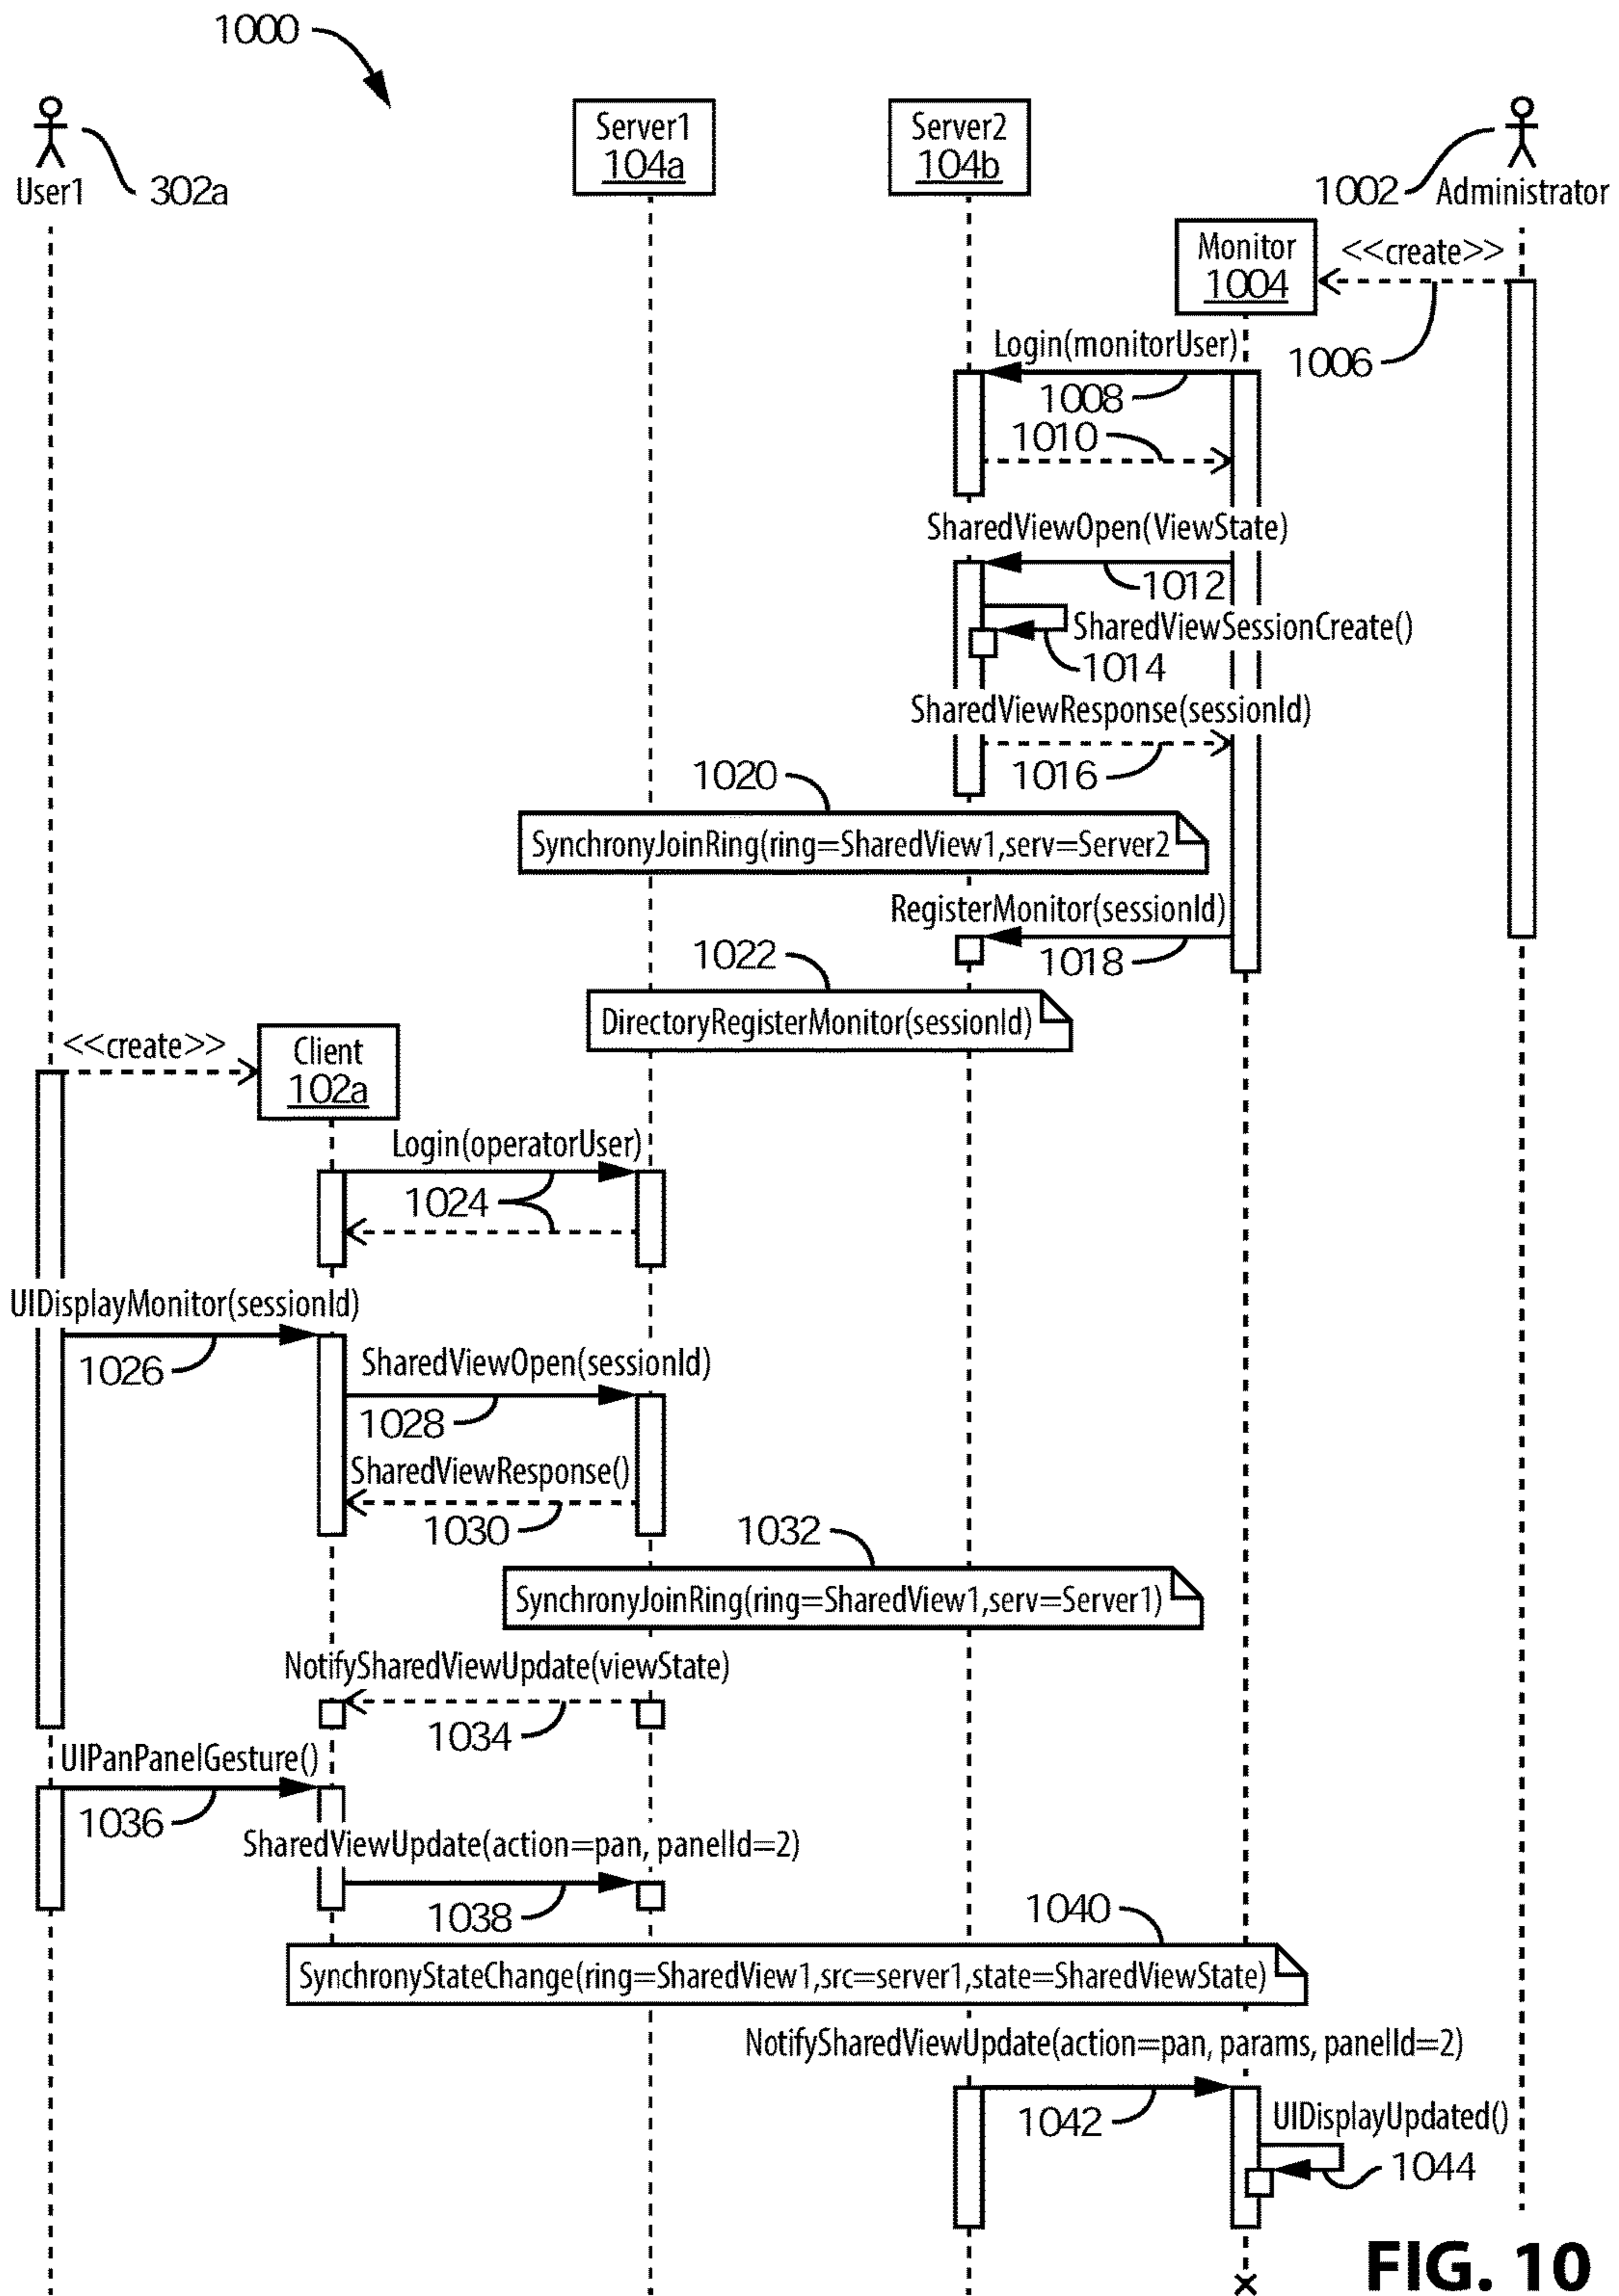 1000
Server1
104a
Server2
104b
User1
302a
1002
Administrator
Monitor
1004
<<create>>
1006
Login(monitorUser)
1008
1010
SharedViewOpen(ViewState)
1012
SharedViewSessionCreate()
1014
SharedViewResponse(sessionId)
1016
1020
SynchronyJoinRing(ring=SharedView1,serv=Server2
RegisterMonitor(sessionId)
1018
1022
DirectoryRegisterMonitor(sessionId)
<<create>>
Client
102a
Login(operatorUser)
1024
UIDisplayMonitor(sessionId)
1026
SharedViewOpen(sessionId)
1028
SharedViewResponse()
1030
1032
SynchronyJoinRing(ring=SharedView1,serv=Server1)
NotifySharedViewUpdate(viewState)
1034
UIPanPanelGesture()
1036
SharedViewUpdate(action=pan, panelId=2)
1038
1040
SynchronyStateChange(ring=SharedView1,src=server1,state=SharedViewState)
NotifySharedViewUpdate(action=pan, params, panelId=2)
1042
UIDisplayUpdated()
1044
FIG. 10